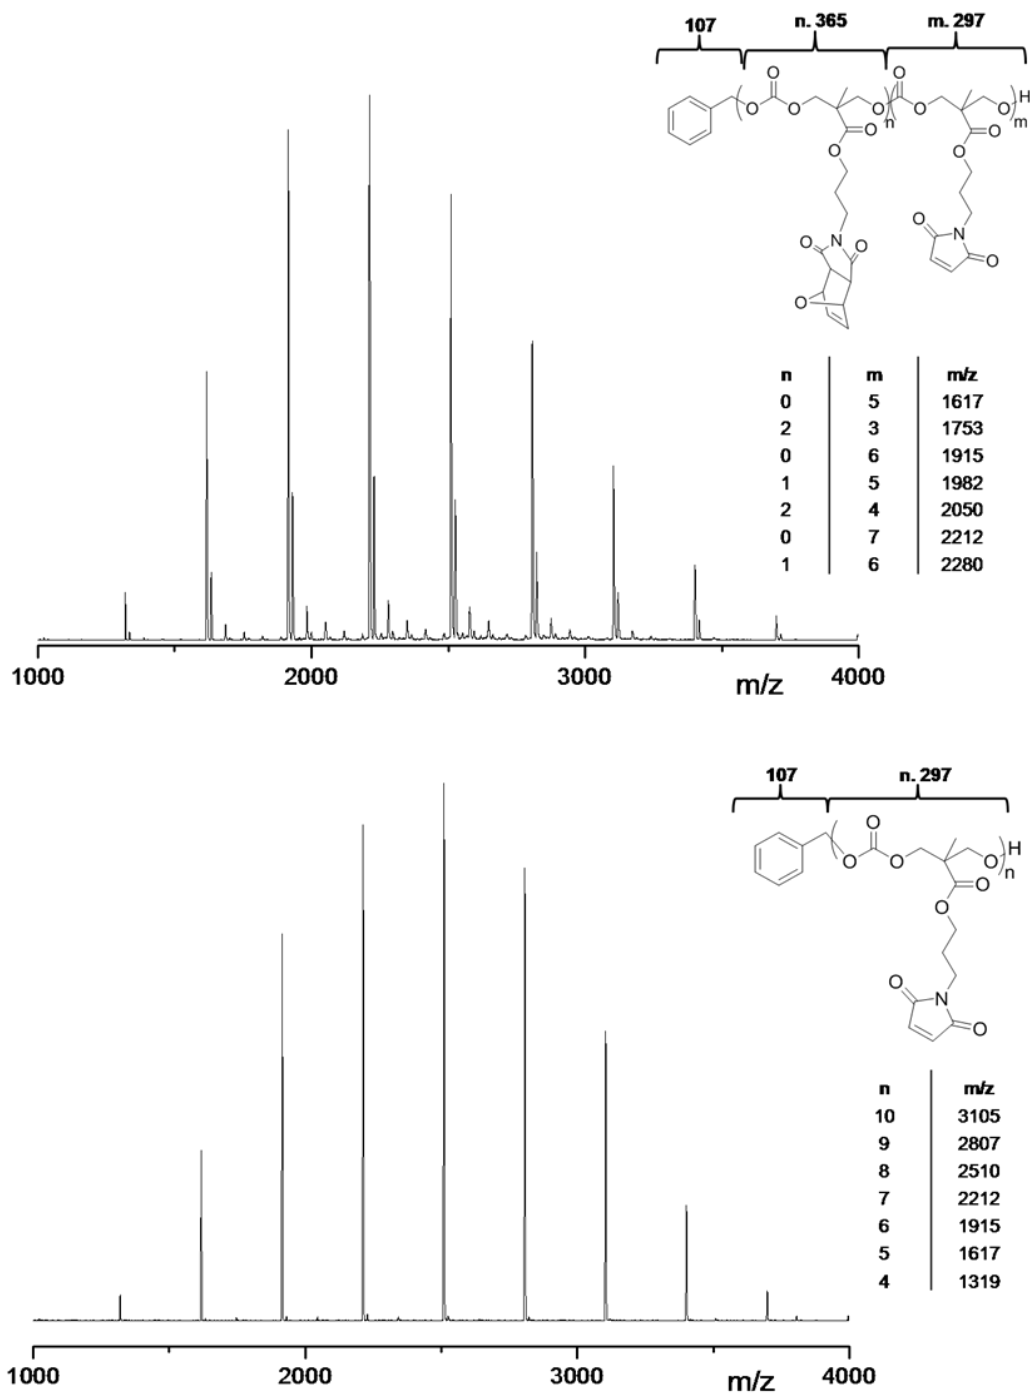 107 n. 365 m. 297
O
O
O
O
O
n
O
O
O
O
H
m
O
O
O
O
N
O
O
O
N
O
O
n m m/z
0 5 1617
2 3 1753
0 6 1915
1 5 1982
2 4 2050
0 7 2212
1 6 2280
1000 2000 3000 4000
m/z
107 n. 297
O
O
O
O
H
n
O
O
O
N
O
n m/z
10 3105
9 2807
8 2510
7 2212
6 1915
5 1617
4 1319
1000 2000 3000 4000
m/z